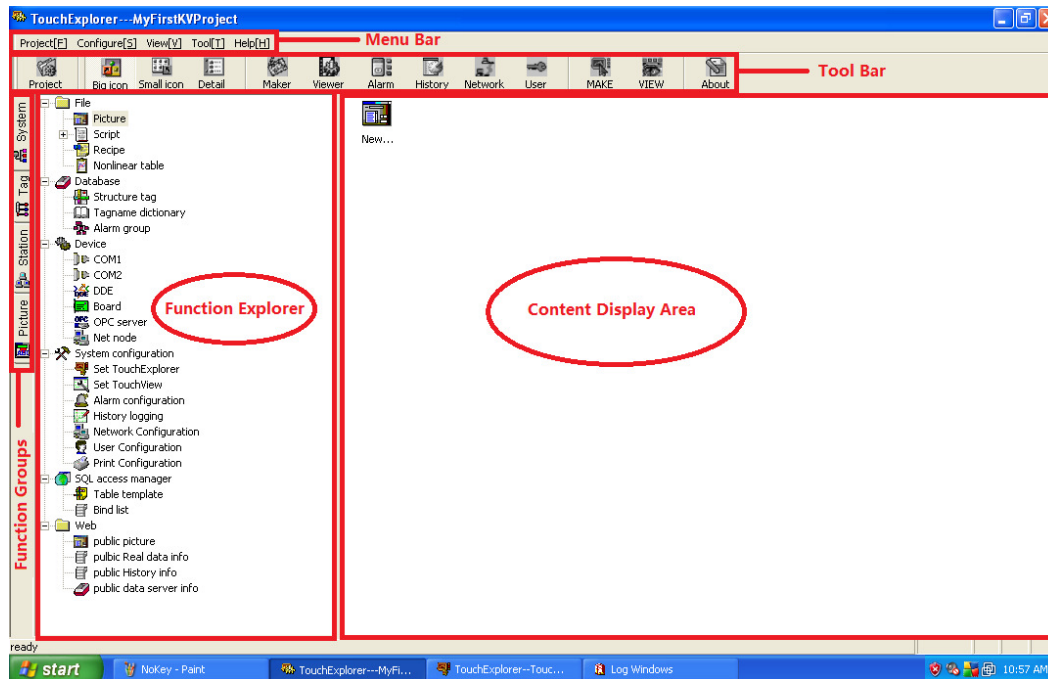 TouchExplorer---MyFirstKVProject
Project[F] Configure[S] View[V] Tool[T] Help[H]
Menu Bar
Project Big icon Small icon Detail Maker Viewer Alarm History Network User MAKE VIEW About
Tool Bar
System
Tag
Station
Picture
Function Groups
File
Picture
Script
Recipe
Nonlinear table
Database
Structure tag
Tagname dictionary
Alarm group
Device
COM1
COM2
DDE
Board
OPC server
Net node
System configuration
Set TouchExplorer
Set TouchView
Alarm configuration
History logging
Network Configuration
User Configuration
Print Configuration
SQL access manager
Table template
Bind list
Web
public picture
pulbic Real data info
public History info
public data server info
Function Explorer
New...
Content Display Area
ready
start NoKey - Paint TouchExplorer---MyFi... TouchExplorer--Touc... Log Windows 10:57 AM